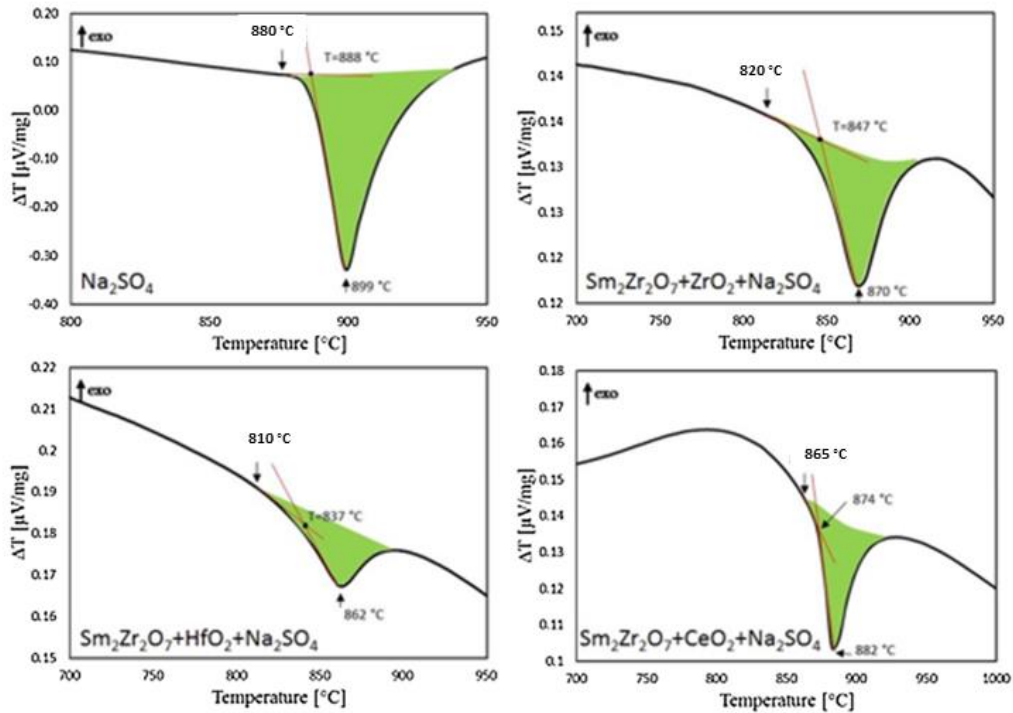 0.20
0.10
0.00
-0.10
-0.20
-0.30
-0.40
ΔT [µV/mg]
exo
880 °C
T=888 °C
899 °C
Na₂SO₄
800 850 900 950
Temperature [°C]
0.15
0.14
0.14
0.13
0.13
0.12
0.12
ΔT [µV/mg]
exo
820 °C
T=847 °C
870 °C
Sm₂Zr₂O₇+ZrO₂+Na₂SO₄
700 750 800 850 900 950
Temperature [°C]
0.22
0.21
0.2
0.19
0.18
0.17
0.16
0.15
ΔT [µV/mg]
exo
810 °C
T=837 °C
862 °C
Sm₂Zr₂O₇+HfO₂+Na₂SO₄
700 750 800 850 900 950
Temperature [°C]
0.18
0.17
0.16
0.15
0.14
0.13
0.12
0.11
0.1
ΔT [µV/mg]
exo
865 °C
874 °C
882 °C
Sm₂Zr₂O₇+CeO₂+Na₂SO₄
700 750 800 850 900 950 1000
Temperature [°C]